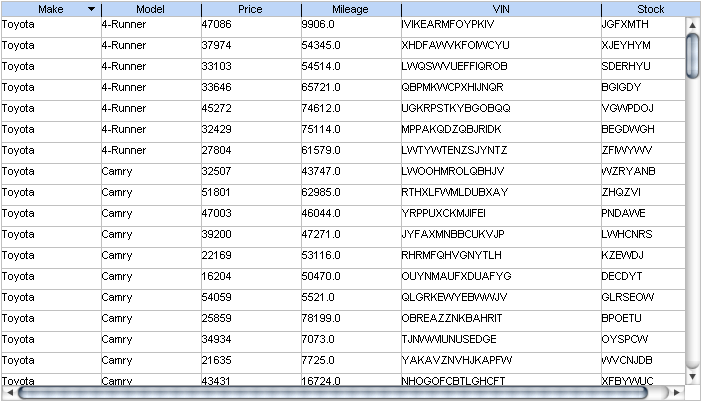 Make Model Price Mileage VIN Stock
Toyota 4-Runner 47086 9906.0 IVIKEARMFOYPKIV JGFXMTH
Toyota 4-Runner 37974 54345.0 XHDFAWVKFOIWCYU XJEYHYM
Toyota 4-Runner 33103 54514.0 LWQSWVUEFFIQROB SDERHYU
Toyota 4-Runner 33646 65721.0 QBPMKWCPXHIJNQR BGIGDY
Toyota 4-Runner 45272 74612.0 UGKRPSTKYBGOBQQ VGWPDOJ
Toyota 4-Runner 32429 75114.0 MPPAKQDZQBJRIDK BEGDWGH
Toyota 4-Runner 27804 61579.0 LWTYWTENZSJYNTZ ZFIWYWV
Toyota Camry 32507 43747.0 LWOOHMROLQBHJV WZRYANB
Toyota Camry 51801 62985.0 RTHXLFWMLDUBXAY ZHQZVI
Toyota Camry 47003 46044.0 YRPPUXCKMJIFEI PNDAWE
Toyota Camry 39200 47271.0 JYFAXMNBBCUKVJP LWHCNRS
Toyota Camry 22169 53116.0 RHRMFQHVGNYTLH KZEWDJ
Toyota Camry 16204 50470.0 OUYNMAUFXDUAFYG DECDYT
Toyota Camry 54059 5521.0 QLGRKEWYEBWWJV GLRSEOW
Toyota Camry 25859 78199.0 OBREAZZNKBAHRIT BPOETU
Toyota Camry 34934 7073.0 TJNWWIUNUSEDGE OYSPCW
Toyota Camry 21635 7725.0 YAKAVZNVHJKAPFW WVCNJDB
Toyota Camry 43431 16724.0 NHOGOFCBTLGHCFT XFBYWUC